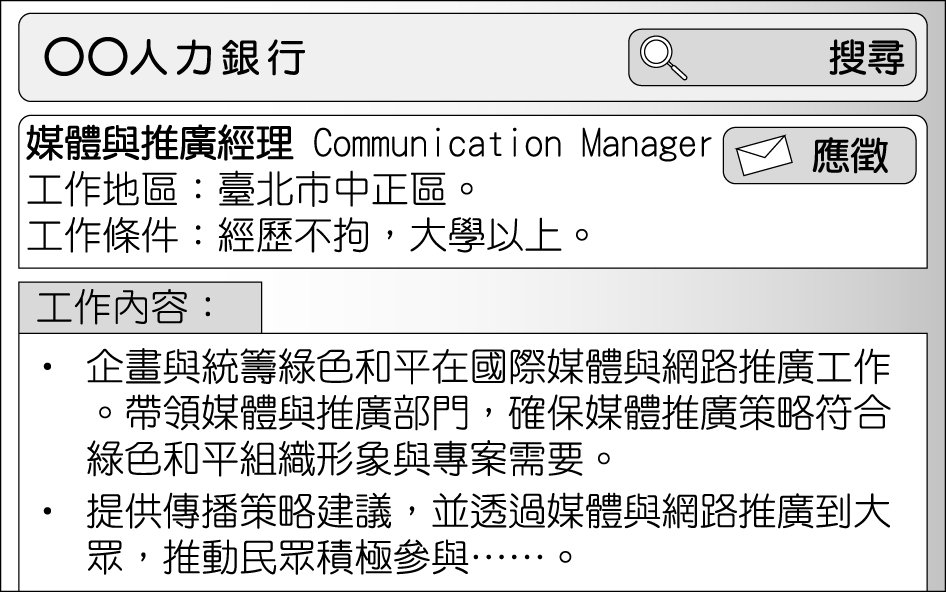 〇〇人力銀行
搜尋
媒體與推廣經理 Communication Manager
應徵
工作地區：臺北市中正區。
工作條件：經歷不拘，大學以上。
工作內容：
• 企畫與統籌綠色和平在國際媒體與網路推廣工作
。帶領媒體與推廣部門，確保媒體推廣策略符合
綠色和平組織形象與專案需要。
• 提供傳播策略建議，並透過媒體與網路推廣到大
眾，推動民眾積極參與……。